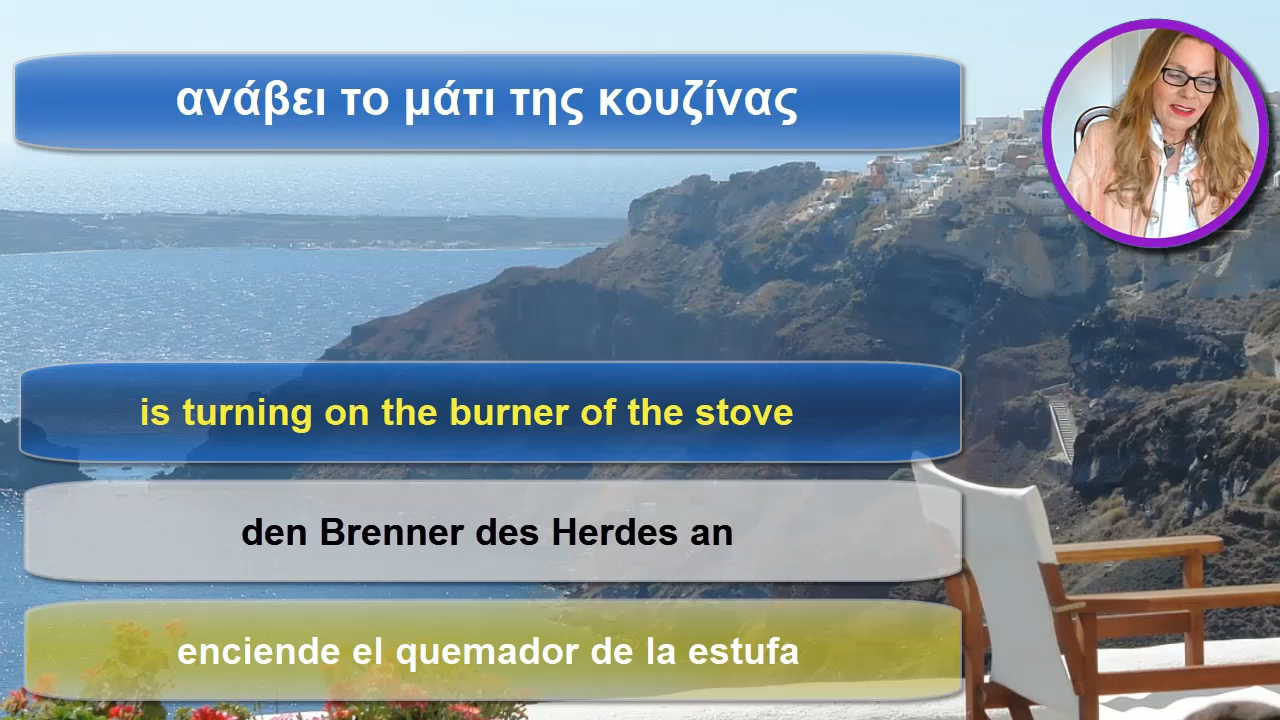 ανάβει το μάτι της κουζίνας
is turning on the burner of the stove
den Brenner des Herdes an
enciende el quemador de la estufa